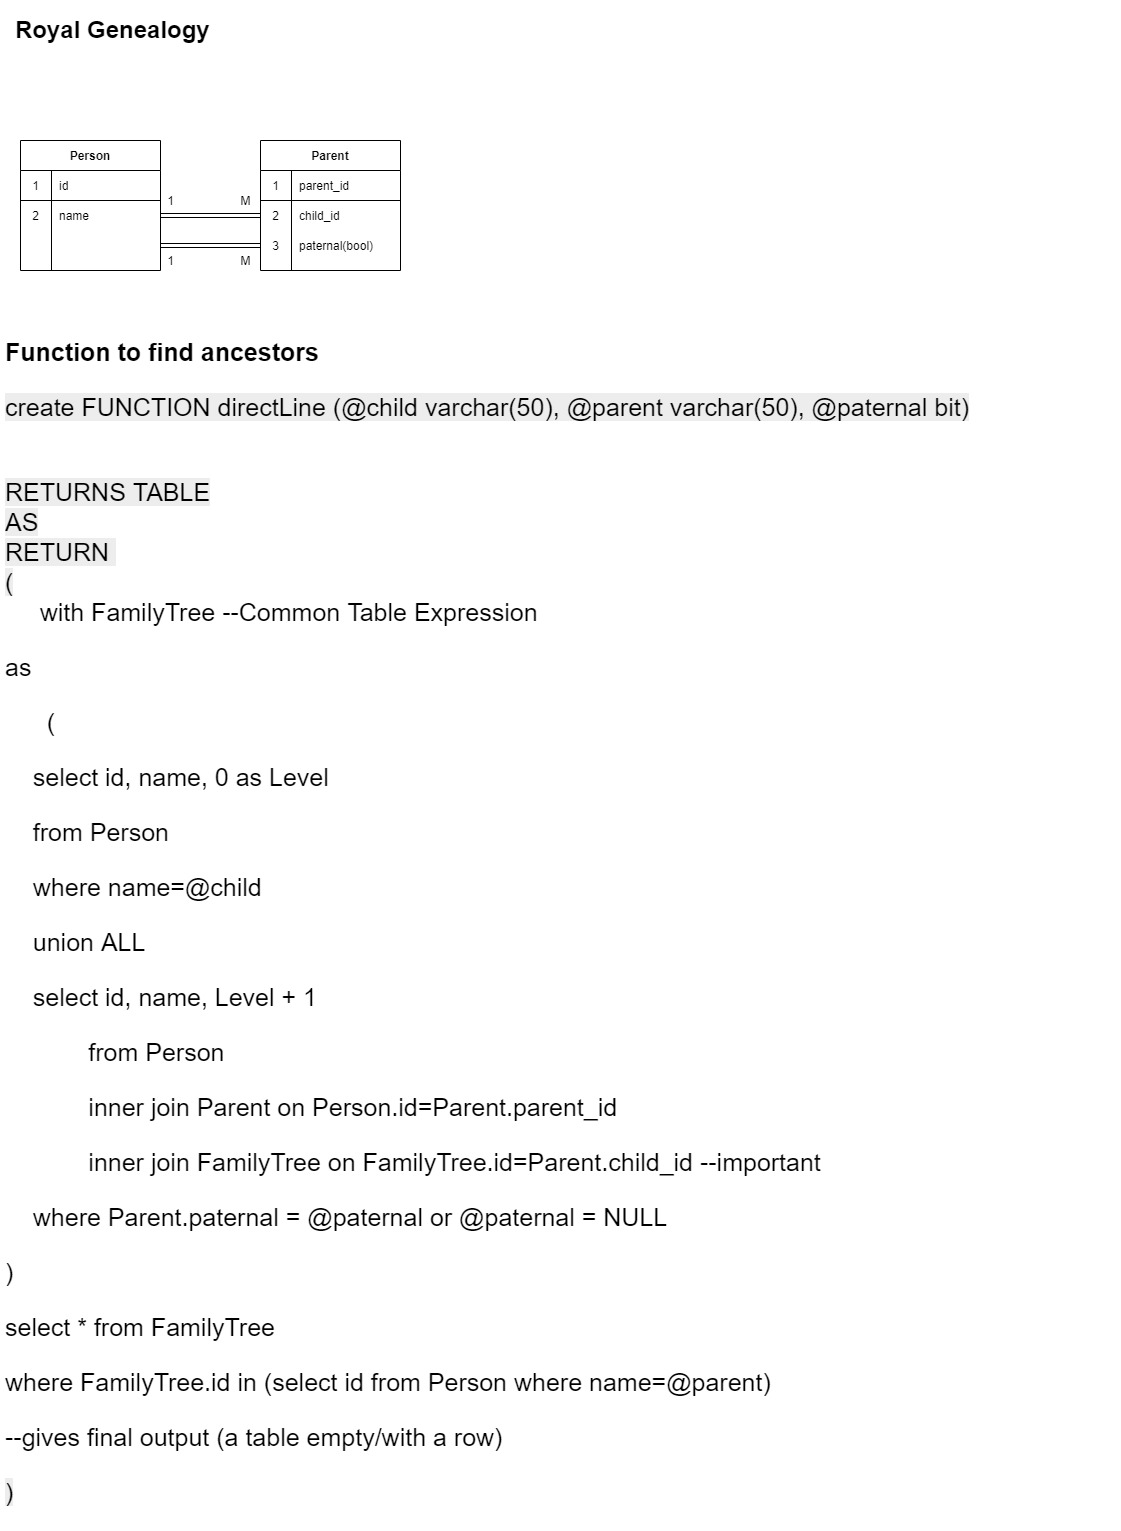 Royal Genealogy
Person
1 id
2 name
1 M
1 M
Parent
1 parent_id
2 child_id
3 paternal(bool)
Function to find ancestors
create FUNCTION directLine (@child varchar(50), @parent varchar(50), @paternal bit)
RETURNS TABLE
AS
RETURN
(
with FamilyTree --Common Table Expression
as
(
select id, name, 0 as Level
from Person
where name=@child
union ALL
select id, name, Level + 1
from Person
inner join Parent on Person.id=Parent.parent_id
inner join FamilyTree on FamilyTree.id=Parent.child_id --important
where Parent.paternal = @paternal or @paternal = NULL
)
select * from FamilyTree
where FamilyTree.id in (select id from Person where name=@parent)
--gives final output (a table empty/with a row)
)